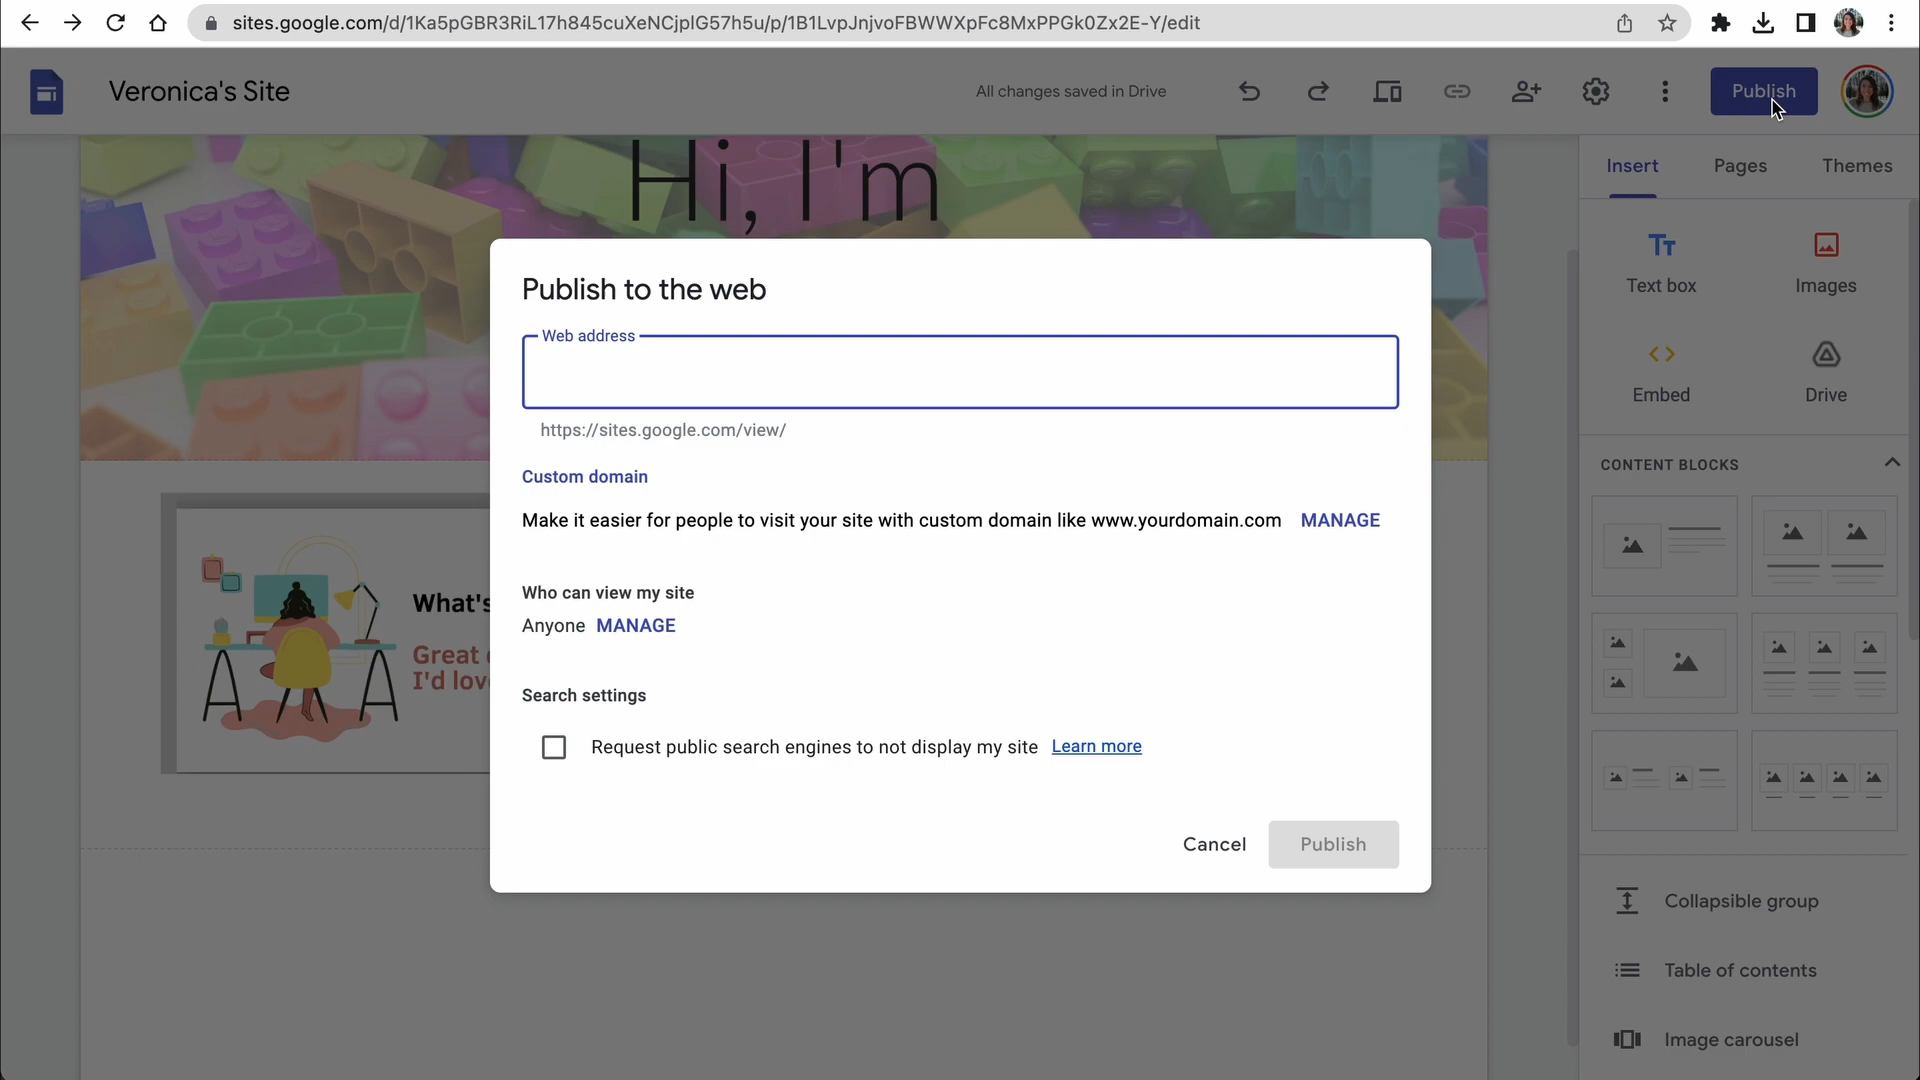 sites.google.com/d/1Ka5pGBR3RiL17h845cuXeNCjplG57h5u/p/1B1LvpJnjvoFBWWXpFc8MxPPGk0Zx2E-Y/edit
Veronica's Site
All changes saved in Drive
Publish
Insert
Pages
Themes
Hi, I'm
Publish to the web
Web address
https://sites.google.com/view/
Custom domain
Make it easier for people to visit your site with custom domain like www.yourdomain.com MANAGE
Who can view my site
Anyone MANAGE
Search settings
Request public search engines to not display my site Learn more
Cancel
Publish
What's
Great
I'd lov
Tt
Text box
Images
Embed
Drive
CONTENT BLOCKS
Collapsible group
Table of contents
Image carousel